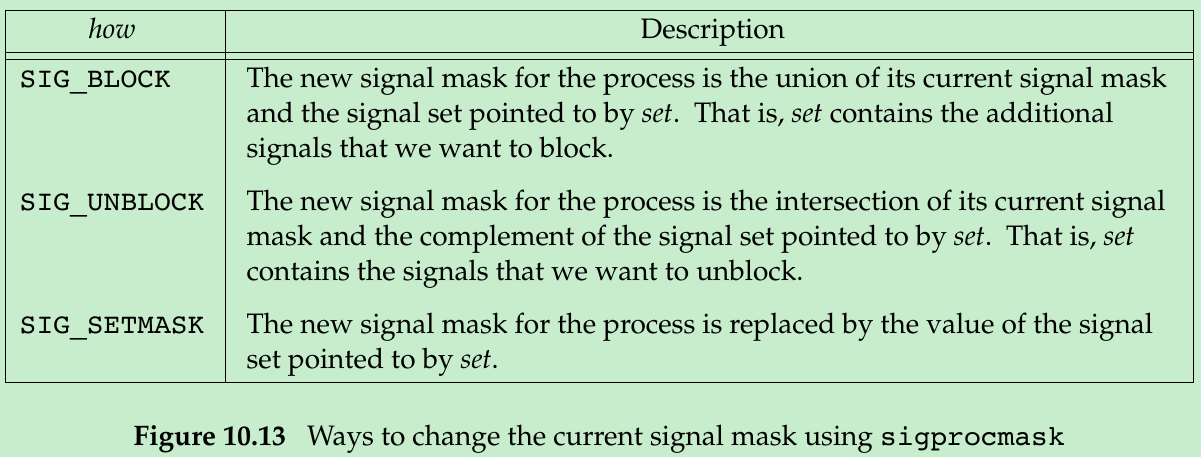 how Description
SIG_BLOCK The new signal mask for the process is the union of its current signal mask
and the signal set pointed to by set. That is, set contains the additional
signals that we want to block.
SIG_UNBLOCK The new signal mask for the process is the intersection of its current signal
mask and the complement of the signal set pointed to by set. That is, set
contains the signals that we want to unblock.
SIG_SETMASK The new signal mask for the process is replaced by the value of the signal
set pointed to by set.
Figure 10.13 Ways to change the current signal mask using sigprocmask